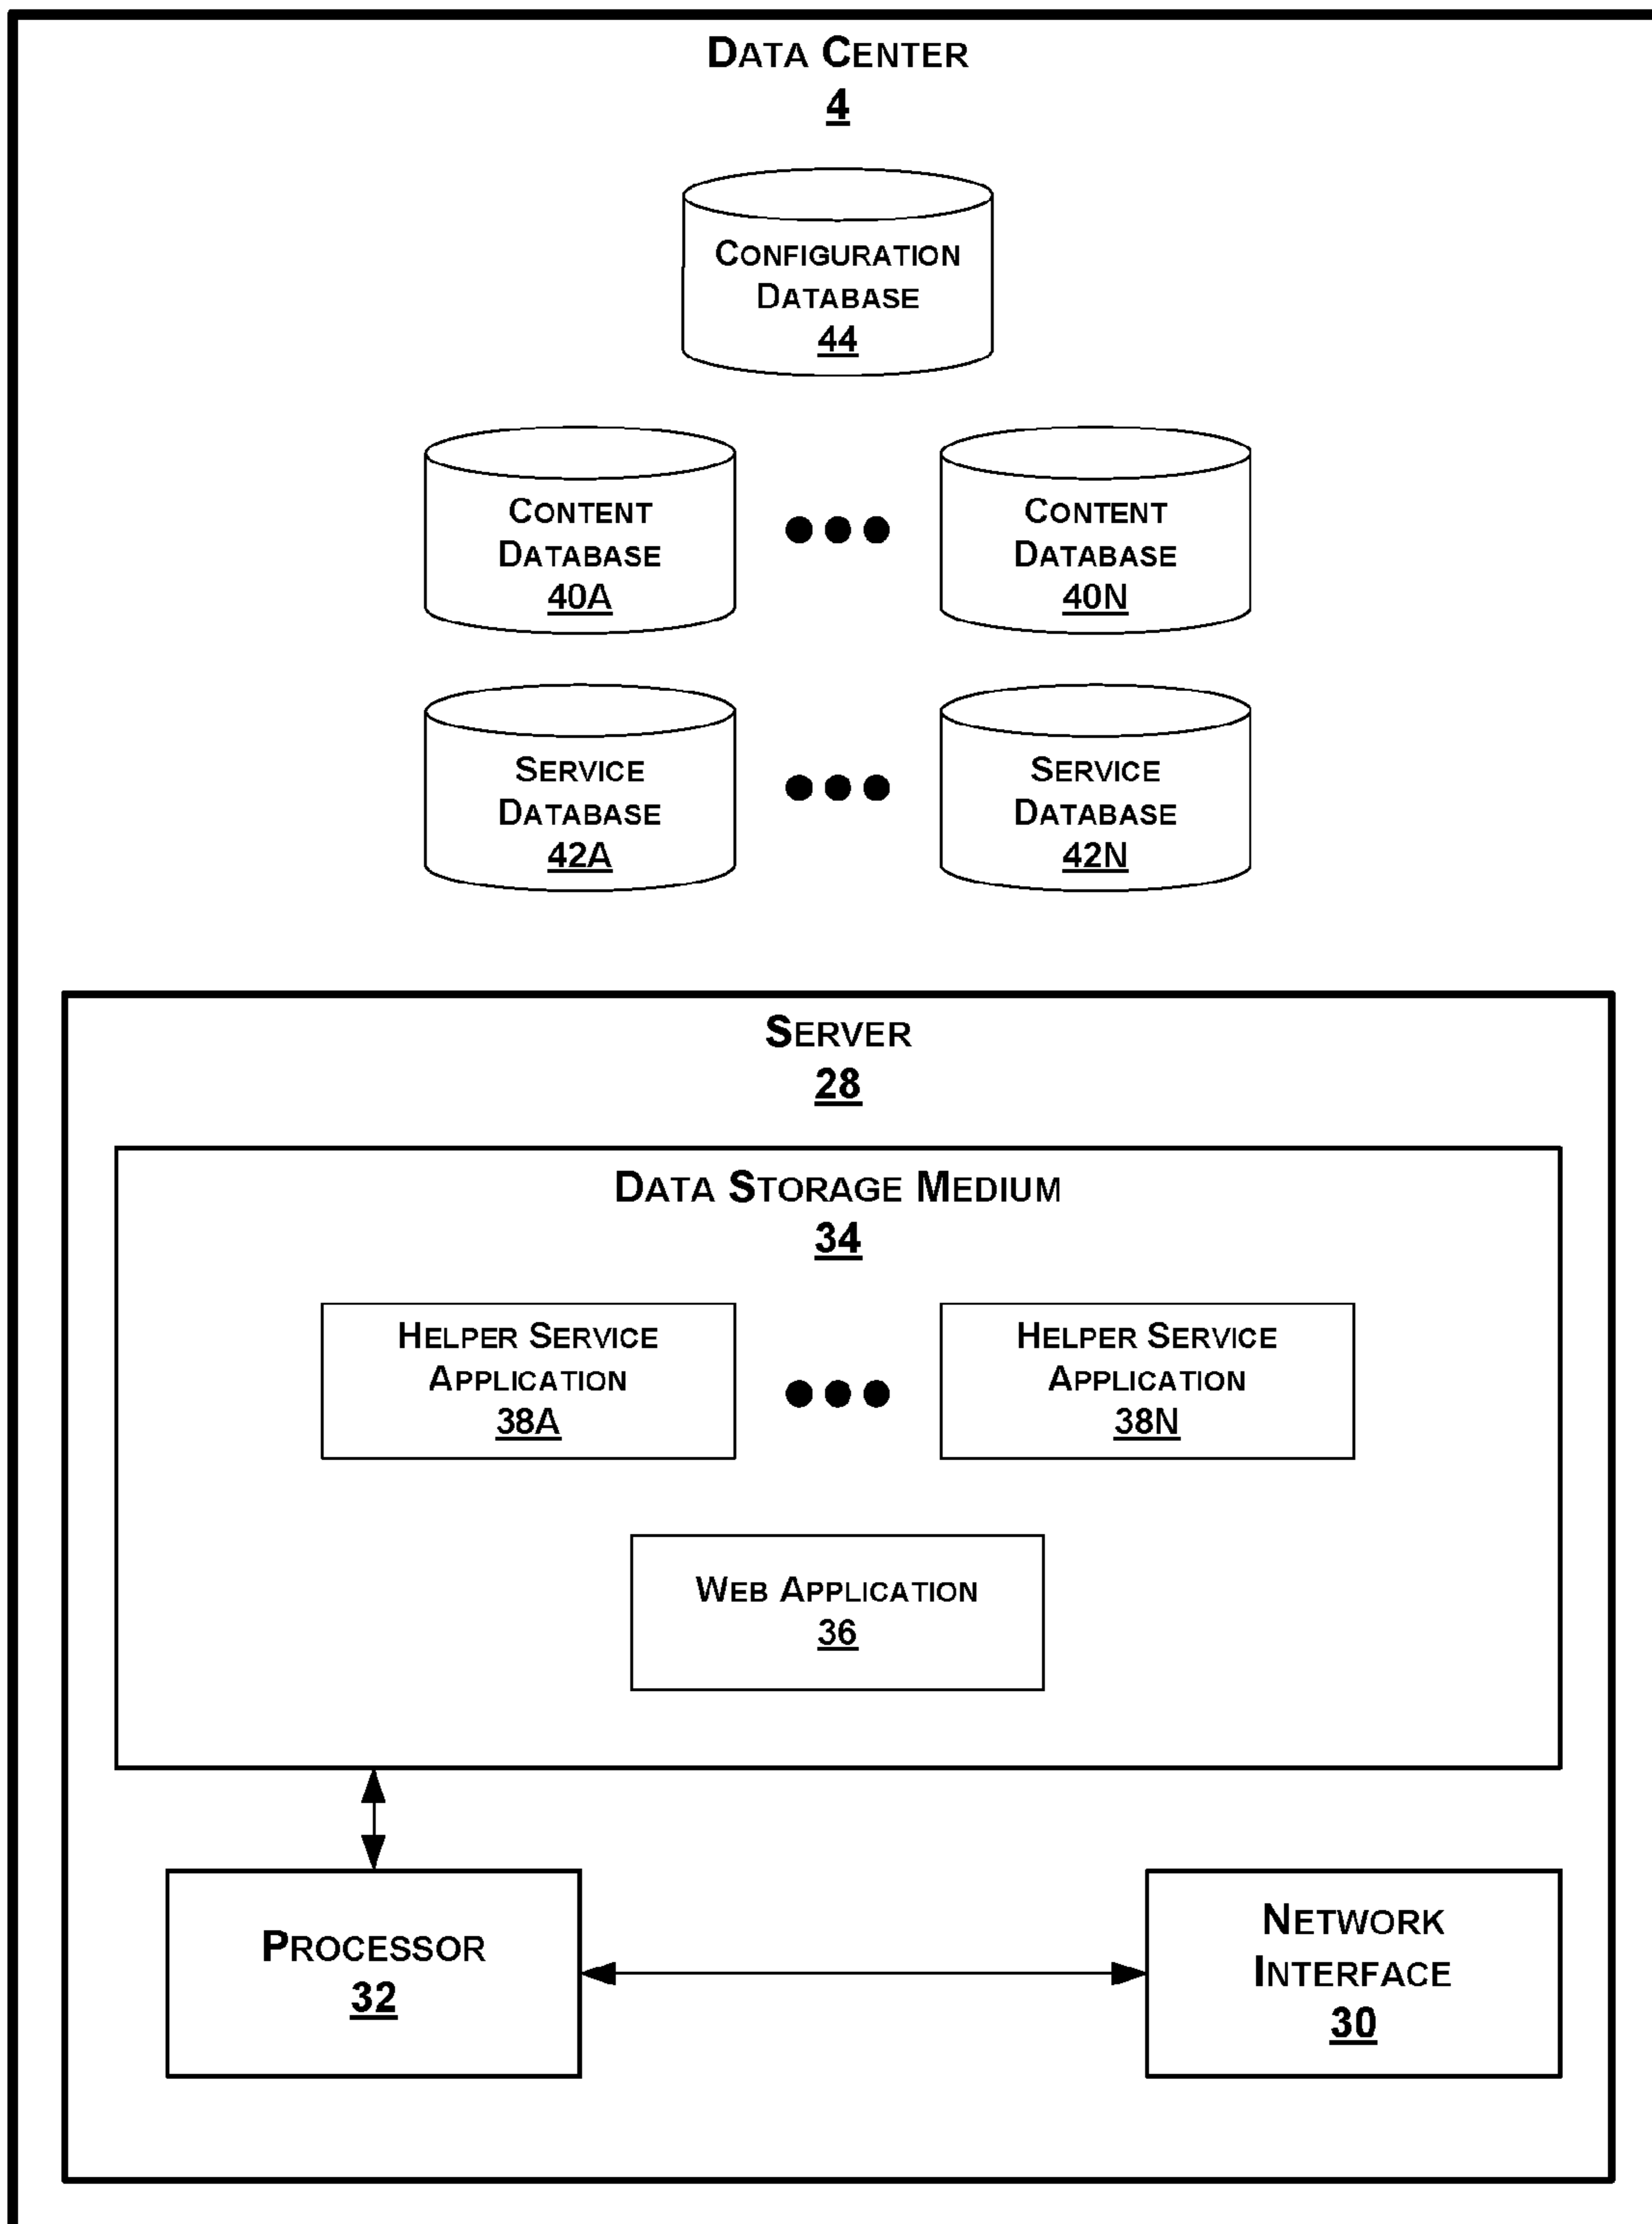 DATA CENTER
4
CONFIGURATION
DATABASE
44
CONTENT
DATABASE
40A
CONTENT
DATABASE
40N
SERVICE
DATABASE
42A
SERVICE
DATABASE
42N
SERVER
28
DATA STORAGE MEDIUM
34
HELPER SERVICE
APPLICATION
38A
HELPER SERVICE
APPLICATION
38N
WEB APPLICATION
36
PROCESSOR
32
NETWORK
INTERFACE
30